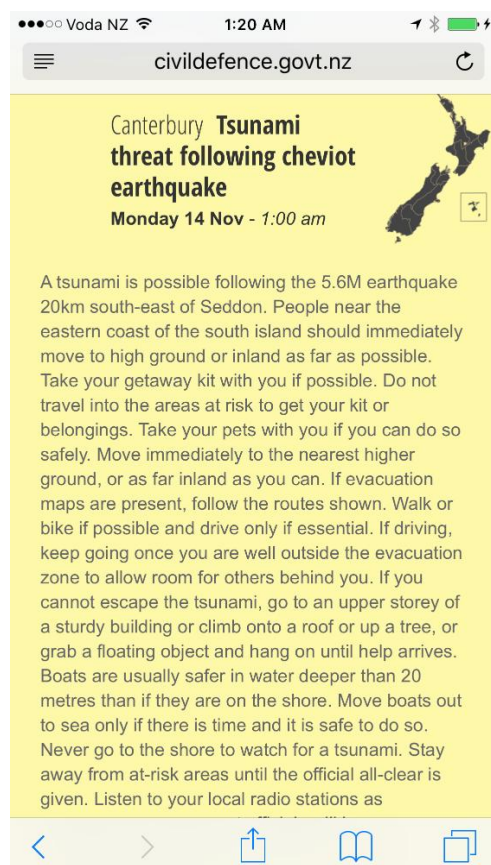 Voda NZ 1:20 AM
civildefence.govt.nz
Canterbury Tsunami
threat following cheviot
earthquake
Monday 14 Nov - 1:00 am
A tsunami is possible following the 5.6M earthquake
20km south-east of Seddon. People near the
eastern coast of the south island should immediately
move to high ground or inland as far as possible.
Take your getaway kit with you if possible. Do not
travel into the areas at risk to get your kit or
belongings. Take your pets with you if you can do so
safely. Move immediately to the nearest higher
ground, or as far inland as you can. If evacuation
maps are present, follow the routes shown. Walk or
bike if possible and drive only if essential. If driving,
keep going once you are well outside the evacuation
zone to allow room for others behind you. If you
cannot escape the tsunami, go to an upper storey of
a sturdy building or climb onto a roof or up a tree, or
grab a floating object and hang on until help arrives.
Boats are usually safer in water deeper than 20
metres than if they are on the shore. Move boats out
to sea only if there is time and it is safe to do so.
Never go to the shore to watch for a tsunami. Stay
away from at-risk areas until the official all-clear is
given. Listen to your local radio stations as